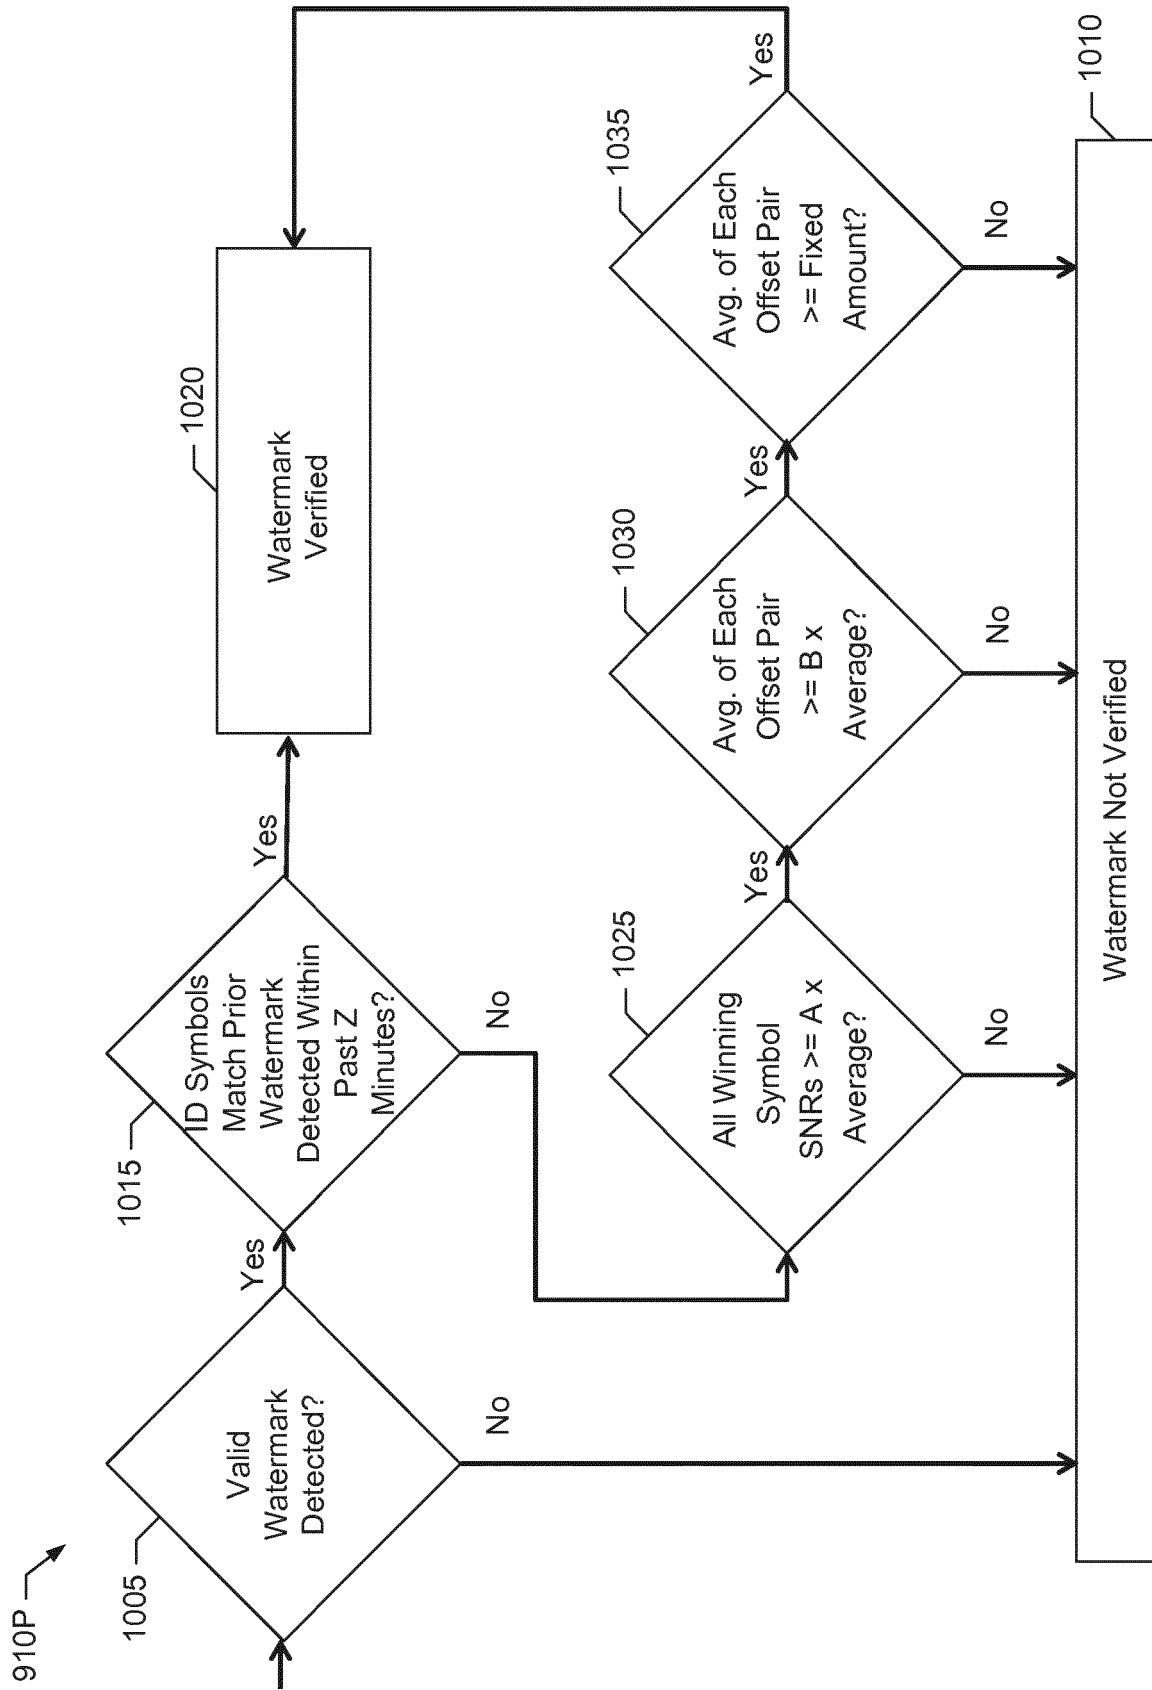 910P
1005
Valid
Watermark
Detected?
Yes
No
1015
ID Symbols
Match Prior
Watermark
Detected Within
Past Z
Minutes?
Yes
No
1020
Watermark
Verified
1025
All Winning
Symbol
SNRs >= A x
Average?
Yes
No
1030
Avg. of Each
Offset Pair
>= B x
Average?
Yes
No
1035
Avg. of Each
Offset Pair
>= Fixed
Amount?
Yes
No
1010
Watermark Not Verified